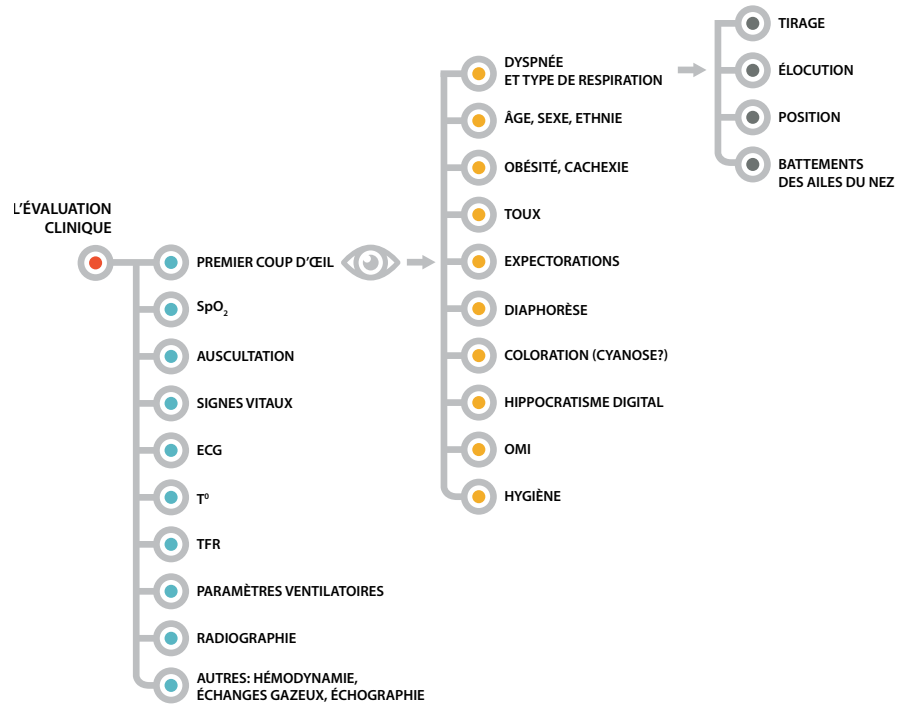 L'ÉVALUATION
CLINIQUE
PREMIER COUP D'ŒIL
SpO₂
AUSCULTATION
SIGNES VITAUX
ECG
T⁰
TFR
PARAMÈTRES VENTILATOIRES
RADIOGRAPHIE
AUTRES: HÉMODYNAMIE,
ÉCHANGES GAZEUX, ÉCHOGRAPHIE
DYSPNÉE
ET TYPE DE RESPIRATION
ÂGE, SEXE, ETHNIE
OBÉSITÉ, CACHEXIE
TOUX
EXPECTORATIONS
DIAPHORÈSE
COLORATION (CYANOSE?)
HIPPOCRATISME DIGITAL
OMI
HYGIÈNE
TIRAGE
ÉLOCUTION
POSITION
BATTEMENTS
DES AILES DU NEZ